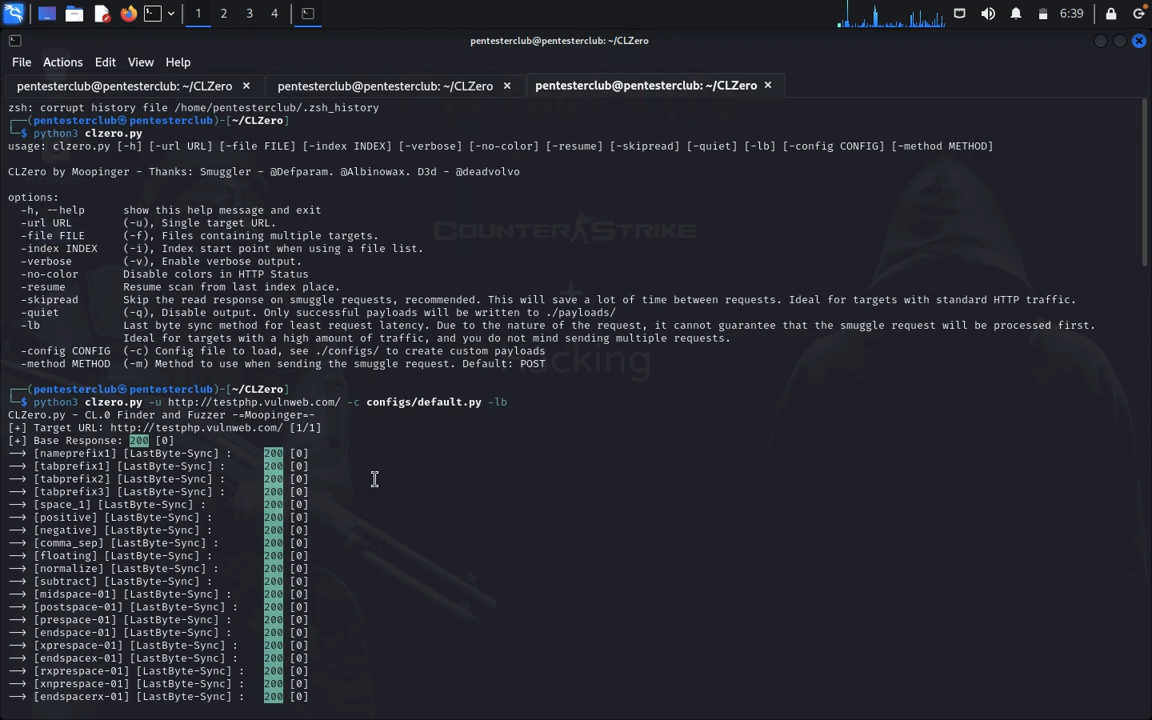 1 2 3 4 6:39
pentesterclub@pentesterclub: ~/CLZero
File Actions Edit View Help
pentesterclub@pentesterclub: ~/CLZero pentesterclub@pentesterclub: ~/CLZero pentesterclub@pentesterclub: ~/CLZero
zsh: corrupt history file /home/pentesterclub/.zsh_history
┌──(pentesterclub㉿pentesterclub)-[~/CLZero]
└─$ python3 clzero.py
usage: clzero.py [-h] [-url URL] [-file FILE] [-index INDEX] [-verbose] [-no-color] [-resume] [-skipread] [-quiet] [-lb] [-config CONFIG] [-method METHOD]
CLZero by Moopinger - Thanks: Smuggler - @Defparam. @Albinowax. D3d - @deadvolvo
options:
-h, --help show this help message and exit
-url URL (-u), Single target URL.
-file FILE (-f), Files containing multiple targets.
-index INDEX (-i), Index start point when using a file list.
-verbose (-v), Enable verbose output.
-no-color Disable colors in HTTP Status
-resume Resume scan from last index place.
-skipread Skip the read response on smuggle requests, recommended. This will save a lot of time between requests. Ideal for targets with standard HTTP traffic.
-quiet (-q), Disable output. Only successful payloads will be written to ./payloads/
-lb Last byte sync method for least request latency. Due to the nature of the request, it cannot guarantee that the smuggle request will be processed first.
Ideal for targets with a high amount of traffic, and you do not mind sending multiple requests.
-config CONFIG (-c) Config file to load, see ./configs/ to create custom payloads
-method METHOD (-m) Method to use when sending the smuggle request. Default: POST
COUNTER STRIKE
+
hacking
┌──(pentesterclub㉿pentesterclub)-[~/CLZero]
└─$ python3 clzero.py -u http://testphp.vulnweb.com/ -c configs/default.py -lb
CLZero.py - CL.0 Finder and Fuzzer -=Moopinger=-
[+] Target URL: http://testphp.vulnweb.com/ [1/1]
[+] Base Response: 200 [0]
--> [nameprefix1] [LastByte-Sync] : 200 [0]
--> [tabprefix1] [LastByte-Sync] : 200 [0]
--> [tabprefix2] [LastByte-Sync] : 200 [0]
--> [tabprefix3] [LastByte-Sync] : 200 [0]
--> [space_1] [LastByte-Sync] : 200 [0]
--> [positive] [LastByte-Sync] : 200 [0]
--> [negative] [LastByte-Sync] : 200 [0]
--> [comma_sep] [LastByte-Sync] : 200 [0]
--> [floating] [LastByte-Sync] : 200 [0]
--> [normalize] [LastByte-Sync] : 200 [0]
--> [subtract] [LastByte-Sync] : 200 [0]
--> [midspace-01] [LastByte-Sync] : 200 [0]
--> [postspace-01] [LastByte-Sync] : 200 [0]
--> [prespace-01] [LastByte-Sync] : 200 [0]
--> [endspace-01] [LastByte-Sync] : 200 [0]
--> [xprespace-01] [LastByte-Sync] : 200 [0]
--> [endspacex-01] [LastByte-Sync] : 200 [0]
--> [rxprespace-01] [LastByte-Sync] : 200 [0]
--> [xnprespace-01] [LastByte-Sync] : 200 [0]
--> [endspacerx-01] [LastByte-Sync] : 200 [0]